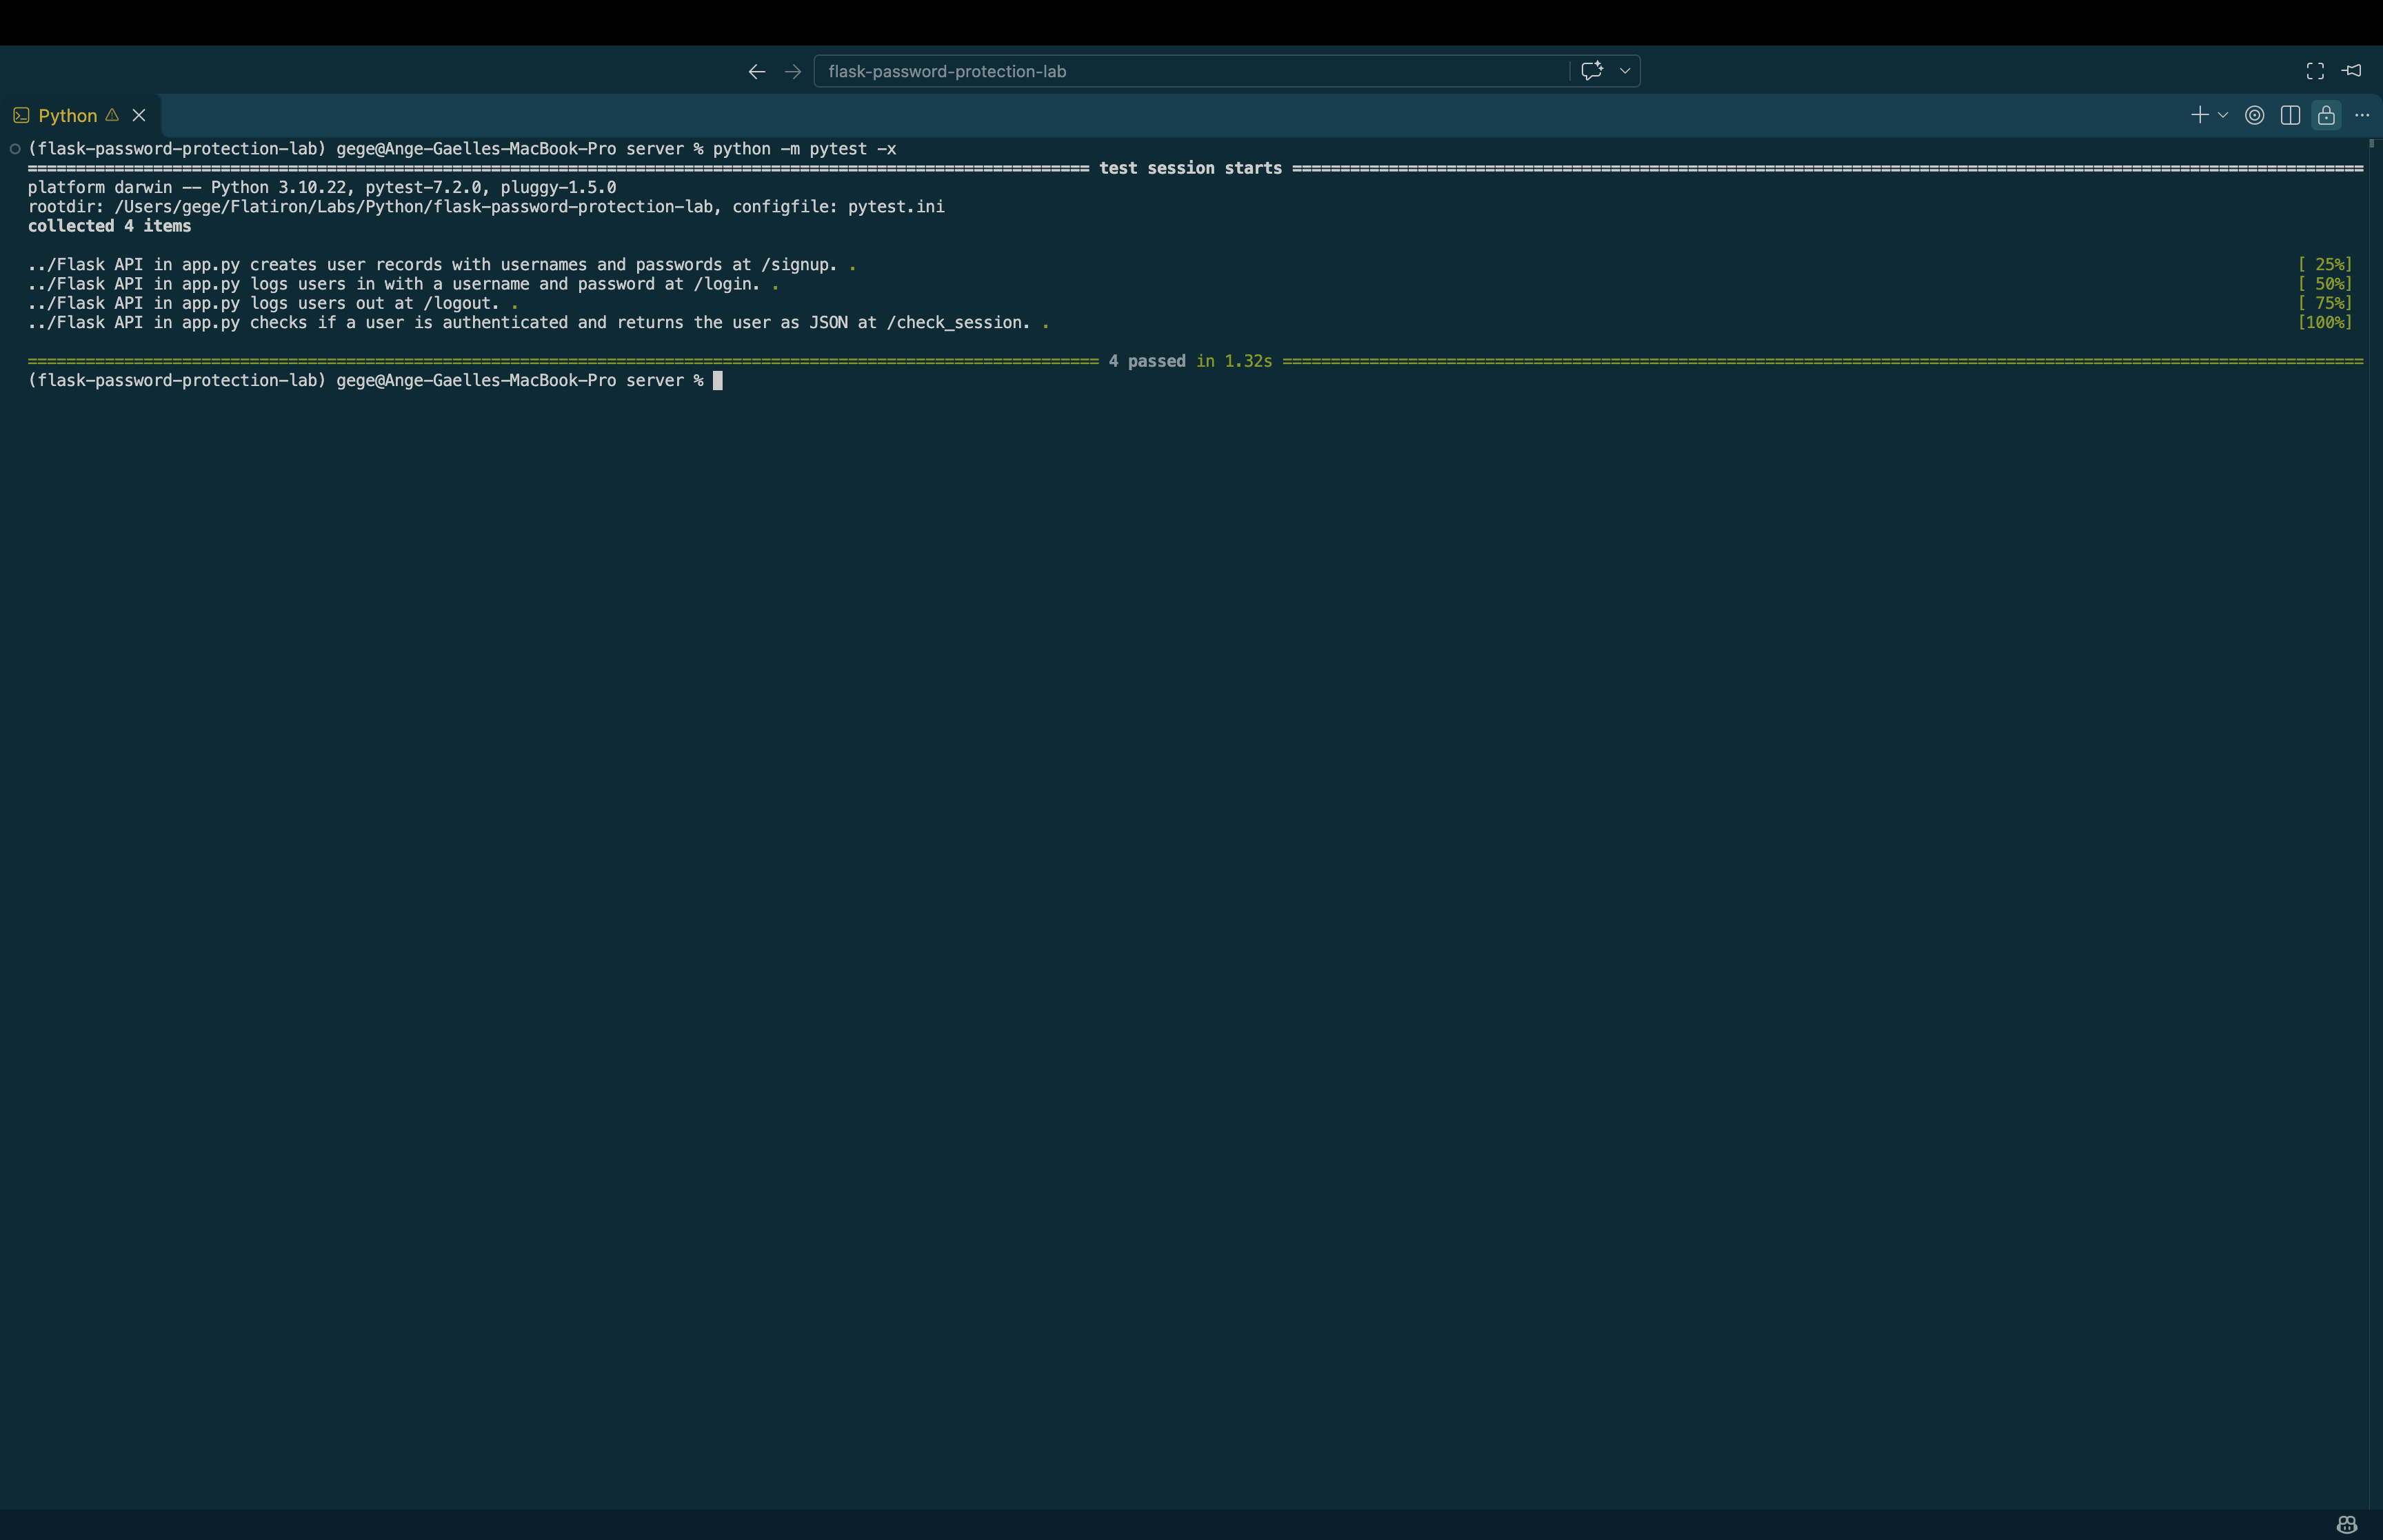 flask-password-protection-lab
Python
(flask-password-protection-lab) gege@Ange-Gaelles-MacBook-Pro server % python -m pytest -x
test session starts
platform darwin -- Python 3.10.22, pytest-7.2.0, pluggy-1.5.0
rootdir: /Users/gege/Flatiron/Labs/Python/flask-password-protection-lab, configfile: pytest.ini
collected 4 items
../Flask API in app.py creates user records with usernames and passwords at /signup. . [ 25%]
../Flask API in app.py logs users in with a username and password at /login. . [ 50%]
../Flask API in app.py logs users out at /logout. . [ 75%]
../Flask API in app.py checks if a user is authenticated and returns the user as JSON at /check_session. . [100%]
4 passed in 1.32s
(flask-password-protection-lab) gege@Ange-Gaelles-MacBook-Pro server %